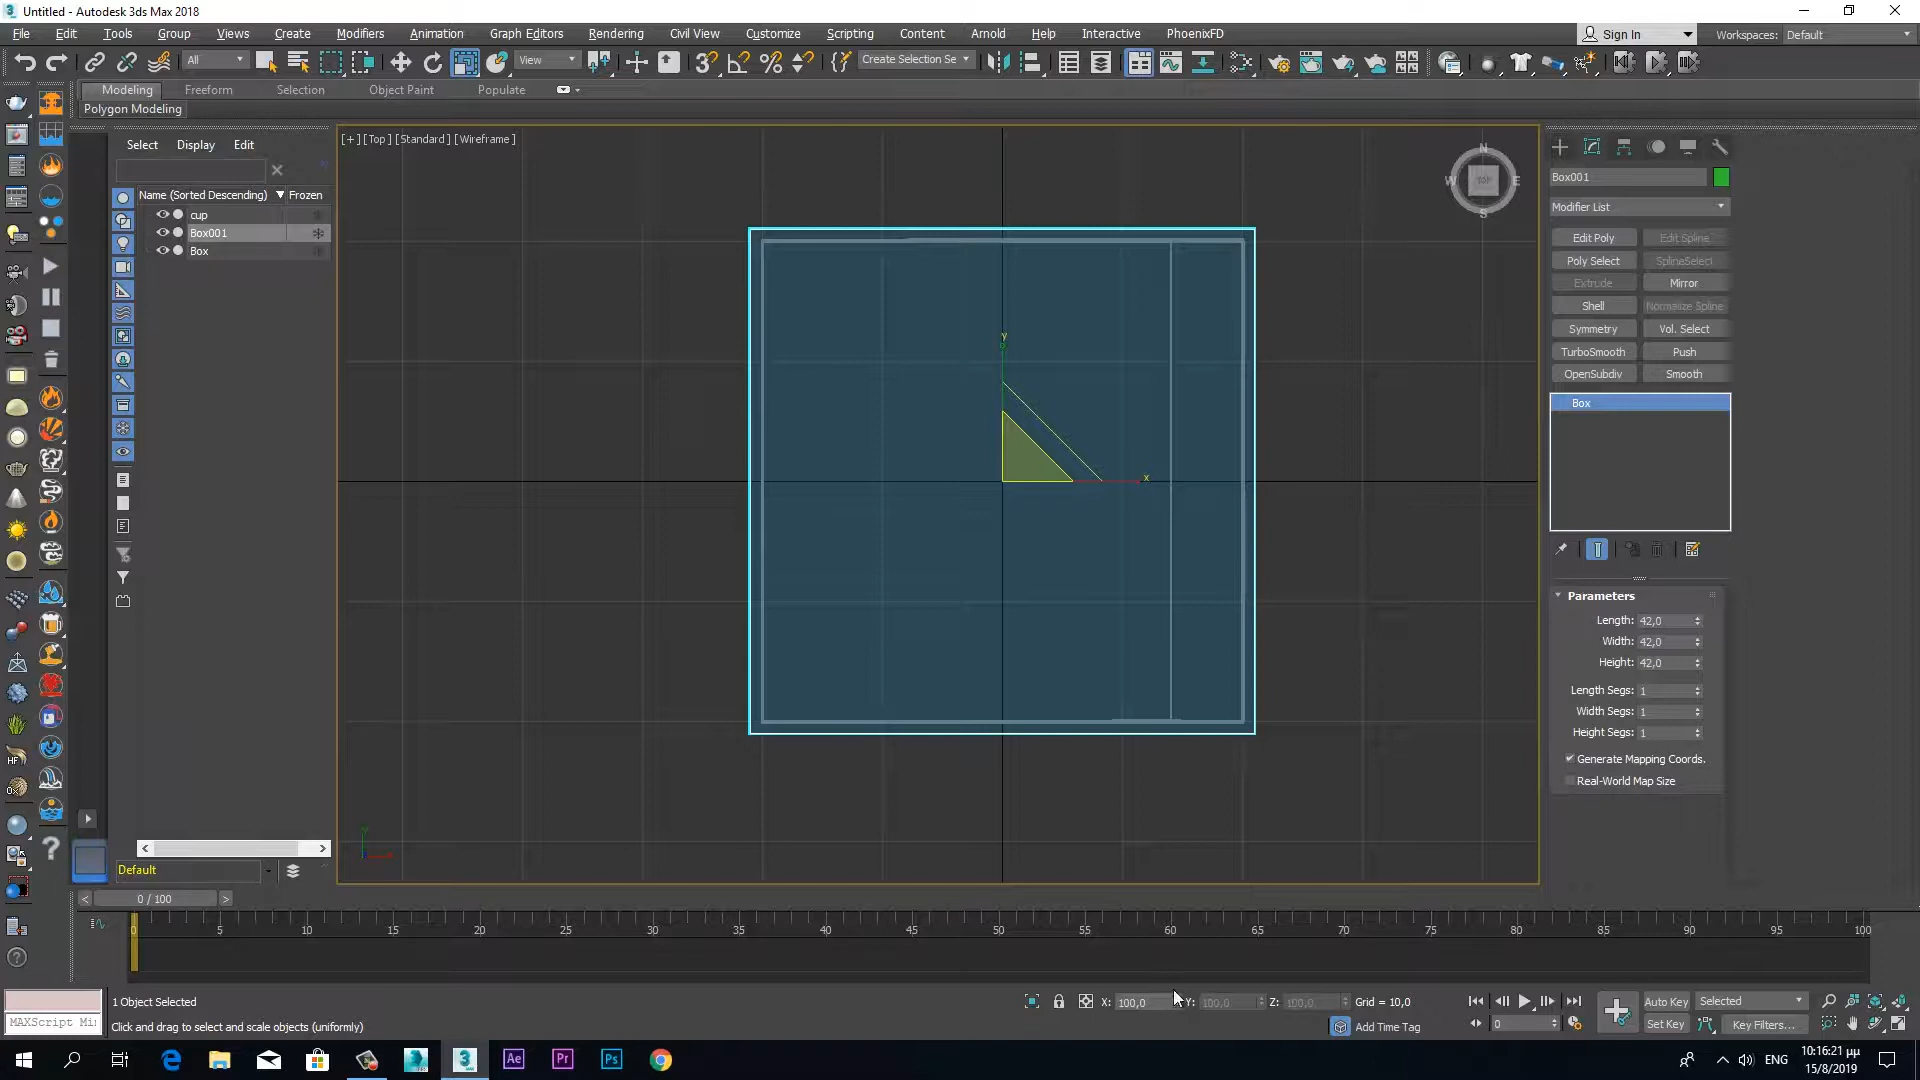 Untitled - Autodesk 3ds Max 2018
File Edit Tools Group Views Create Modifiers Animation Graph Editors Rendering Civil View Customize Scripting Content Arnold Help Interactive PhoenixFD Sign In Workspaces: Default
All View Create Selection Se
Modeling Freeform Selection Object Paint Populate
Polygon Modeling
[+] [Top] [Standard] [Wireframe]
Select Display Edit
Name (Sorted Descending) Frozen
cup
Box001
Box
Default
N
W TOP E
S
y
x
Box001
Modifier List
Edit Poly Edit Spline
Poly Select SplineSelect
Extrude Mirror
Shell Normalize Spline
Symmetry Vol. Select
TurboSmooth Push
OpenSubdiv Smooth
Box
Parameters
Length: 42,0
Width: 42,0
Height: 42,0
Length Segs: 1
Width Segs: 1
Height Segs: 1
Generate Mapping Coords.
Real-World Map Size
0 / 100
0 5 10 15 20 25 30 35 40 45 50 55 60 65 70 75 80 85 90 95 100
1 Object Selected
X: 100,0 Y: 100,0 Z: 100,0 Grid = 10,0
Auto Key Selected
MAXScript Mi
Click and drag to select and scale objects (uniformly)
Add Time Tag
0
Set Key Key Filters...
Ae Pr Ps
ENG
10:16:21 μμ
15/8/2019